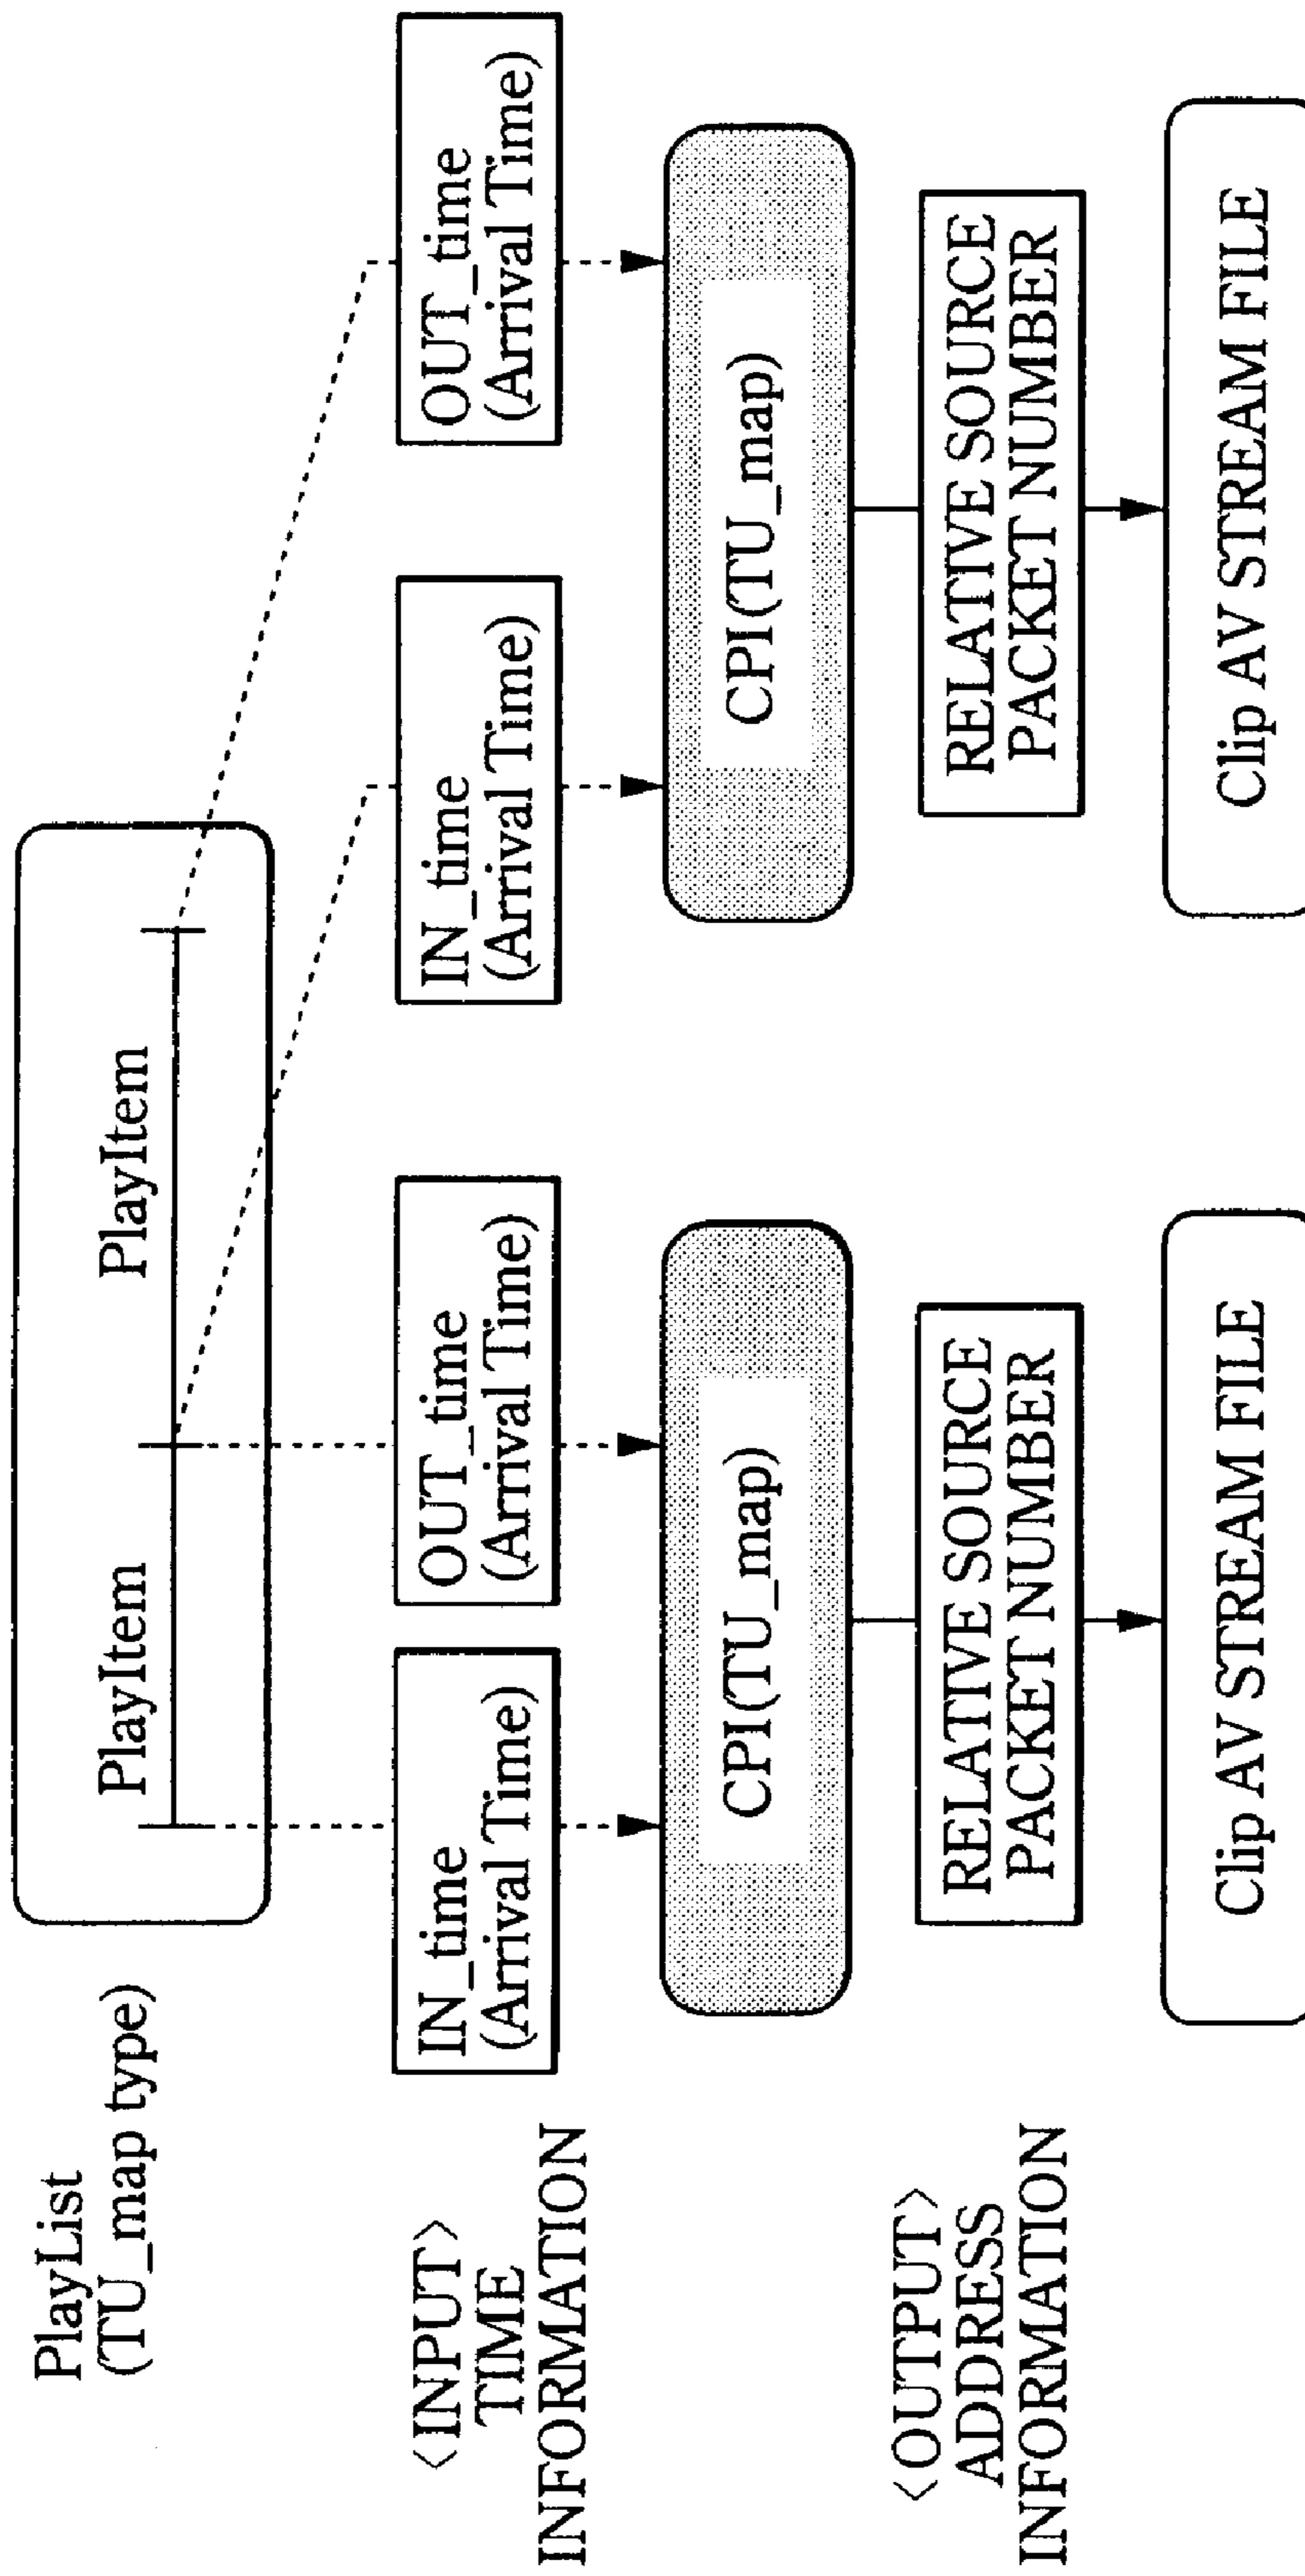 PlayList
(TU_map type)
PlayItem
PlayItem
<INPUT>
TIME
INFORMATION
IN_time
(Arrival Time)
OUT_time
(Arrival Time)
IN_time
(Arrival Time)
OUT_time
(Arrival Time)
CPI(TU_map)
CPI(TU_map)
<OUTPUT>
ADDRESS
INFORMATION
RELATIVE SOURCE
PACKET NUMBER
RELATIVE SOURCE
PACKET NUMBER
Clip AV STREAM FILE
Clip AV STREAM FILE